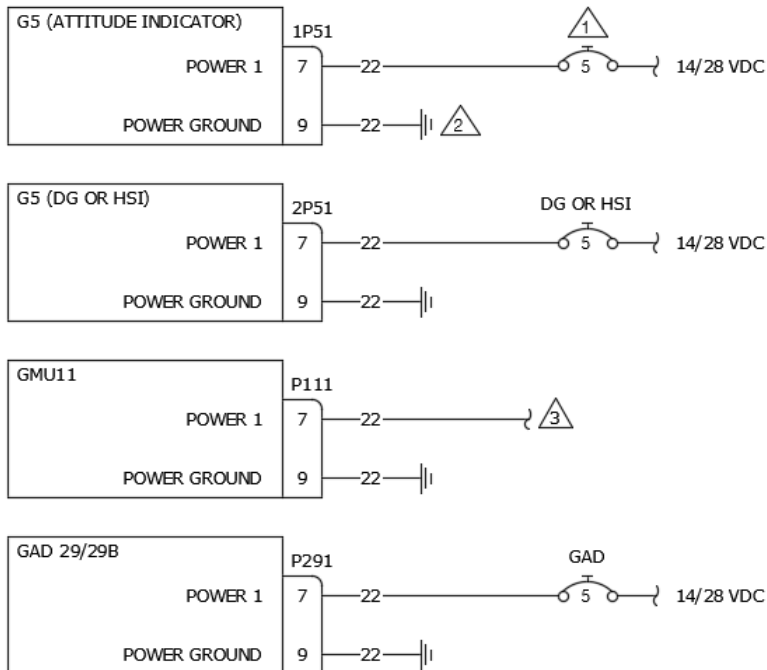 G5 (ATTITUDE INDICATOR)
1P51
1
POWER 1 7 22 5 14/28 VDC
POWER GROUND 9 22 2
G5 (DG OR HSI)
2P51 DG OR HSI
POWER 1 7 22 5 14/28 VDC
POWER GROUND 9 22
GMU11
P111
POWER 1 7 22 3
POWER GROUND 9 22
GAD 29/29B
P291 GAD
POWER 1 7 22 5 14/28 VDC
POWER GROUND 9 22